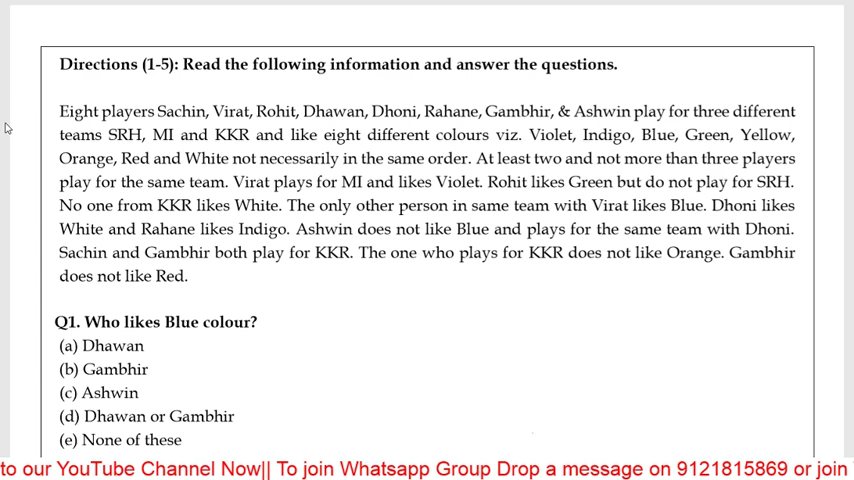 Directions (1-5): Read the following information and answer the questions.
Eight players Sachin, Virat, Rohit, Dhawan, Dhoni, Rahane, Gambhir, & Ashwin play for three different
teams SRH, MI and KKR and like eight different colours viz. Violet, Indigo, Blue, Green, Yellow,
Orange, Red and White not necessarily in the same order. At least two and not more than three players
play for the same team. Virat plays for MI and likes Violet. Rohit likes Green but do not play for SRH.
No one from KKR likes White. The only other person in same team with Virat likes Blue. Dhoni likes
White and Rahane likes Indigo. Ashwin does not like Blue and plays for the same team with Dhoni.
Sachin and Gambhir both play for KKR. The one who plays for KKR does not like Orange. Gambhir
does not like Red.
Q1. Who likes Blue colour?
(a) Dhawan
(b) Gambhir
(c) Ashwin
(d) Dhawan or Gambhir
(e) None of these
to our YouTube Channel Now|| To join Whatsapp Group Drop a message on 9121815869 or join